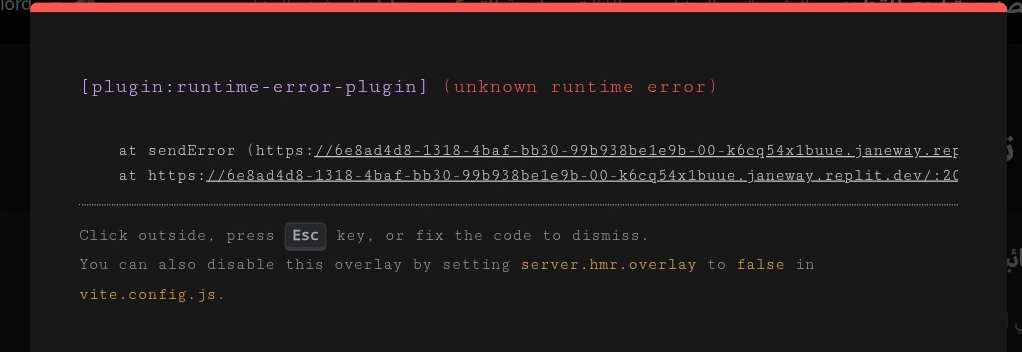 lord
[plugin:runtime-error-plugin] (unknown runtime error)
at sendError (https://6e8ad4d8-1318-4baf-bb30-99b938be1e9b-00-k6cq54x1buue.janeway.rep
at https://6e8ad4d8-1318-4baf-bb30-99b938be1e9b-00-k6cq54x1buue.janeway.replit.dev/:20
Click outside, press Esc key, or fix the code to dismiss.
You can also disable this overlay by setting server.hmr.overlay to false in
vite.config.js.